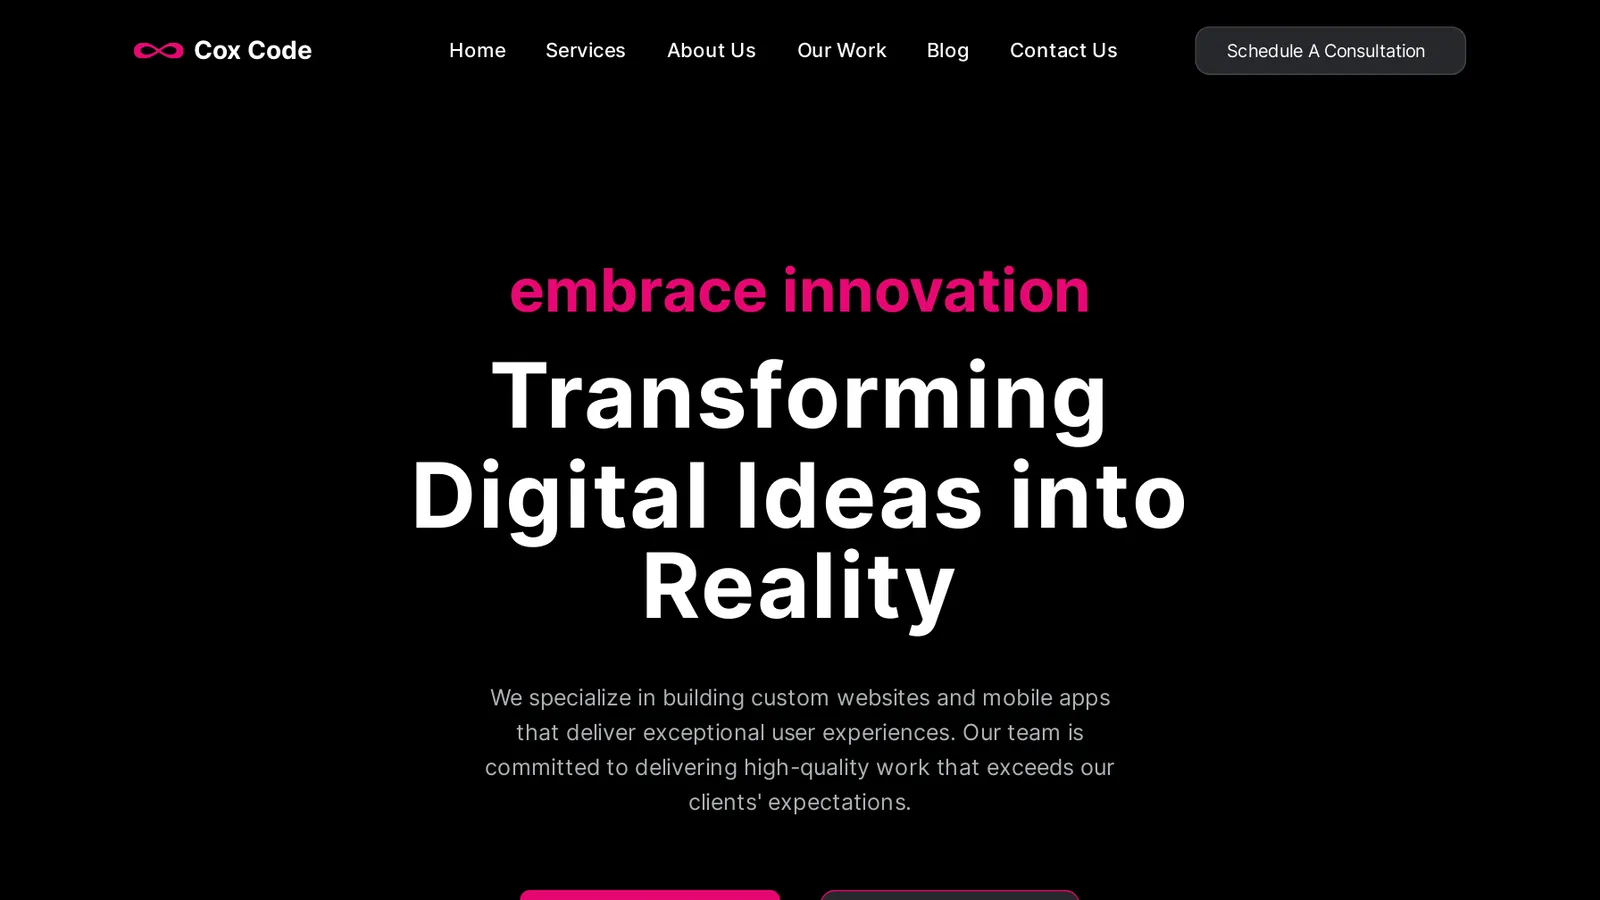 Cox Code
Home
Services
About Us
Our Work
Blog
Contact Us
Schedule A Consultation
embrace innovation
Transforming
Digital Ideas into
Reality
We specialize in building custom websites and mobile apps
that deliver exceptional user experiences. Our team is
committed to delivering high-quality work that exceeds our
clients' expectations.